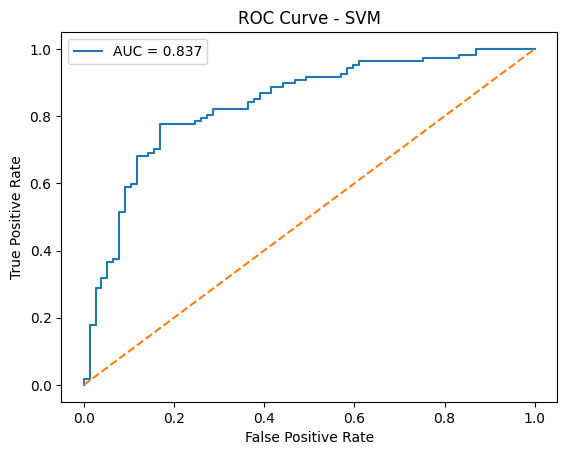 ROC Curve - SVM
AUC = 0.837
True Positive Rate
1.0
0.8
0.6
0.4
0.2
0.0
0.0 0.2 0.4 0.6 0.8 1.0
False Positive Rate